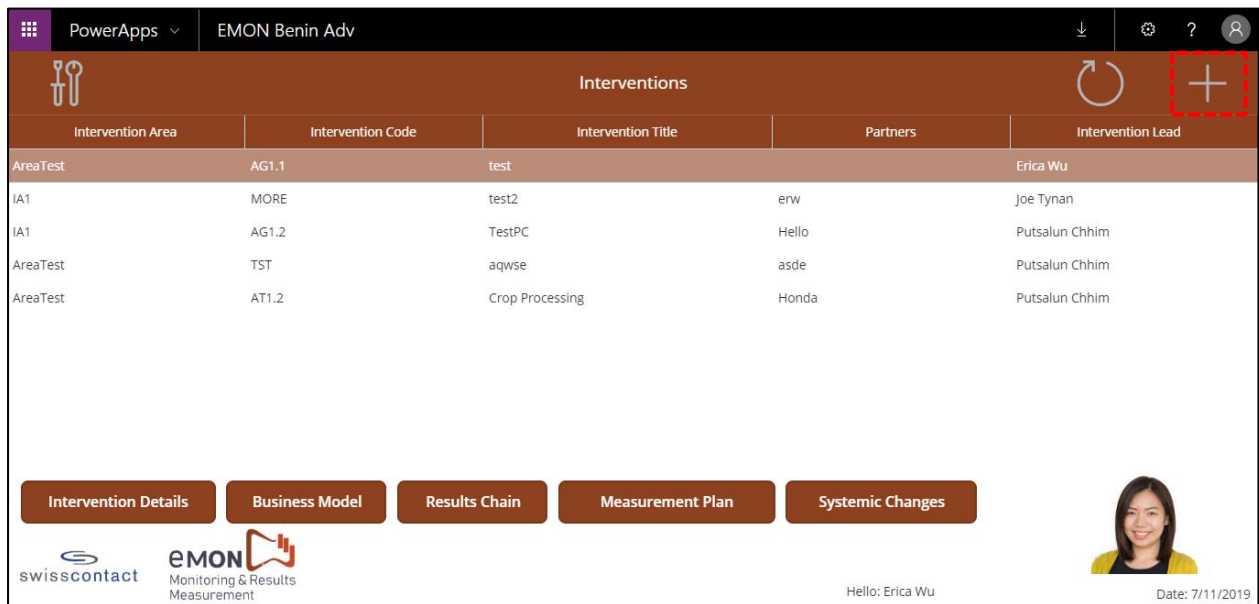 PowerApps EMON Benin Adv ?
Interventions
Intervention Area Intervention Code Intervention Title Partners Intervention Lead
AreaTest AG1.1 test Erica Wu
IA1 MORE test2 erw Joe Tynan
IA1 AG1.2 TestPC Hello Putsalun Chhim
AreaTest TST aqwse asde Putsalun Chhim
AreaTest AT1.2 Crop Processing Honda Putsalun Chhim
Intervention Details Business Model Results Chain Measurement Plan Systemic Changes
swisscontact
eMON
Monitoring & Results
Measurement
Hello: Erica Wu
Date: 7/11/2019